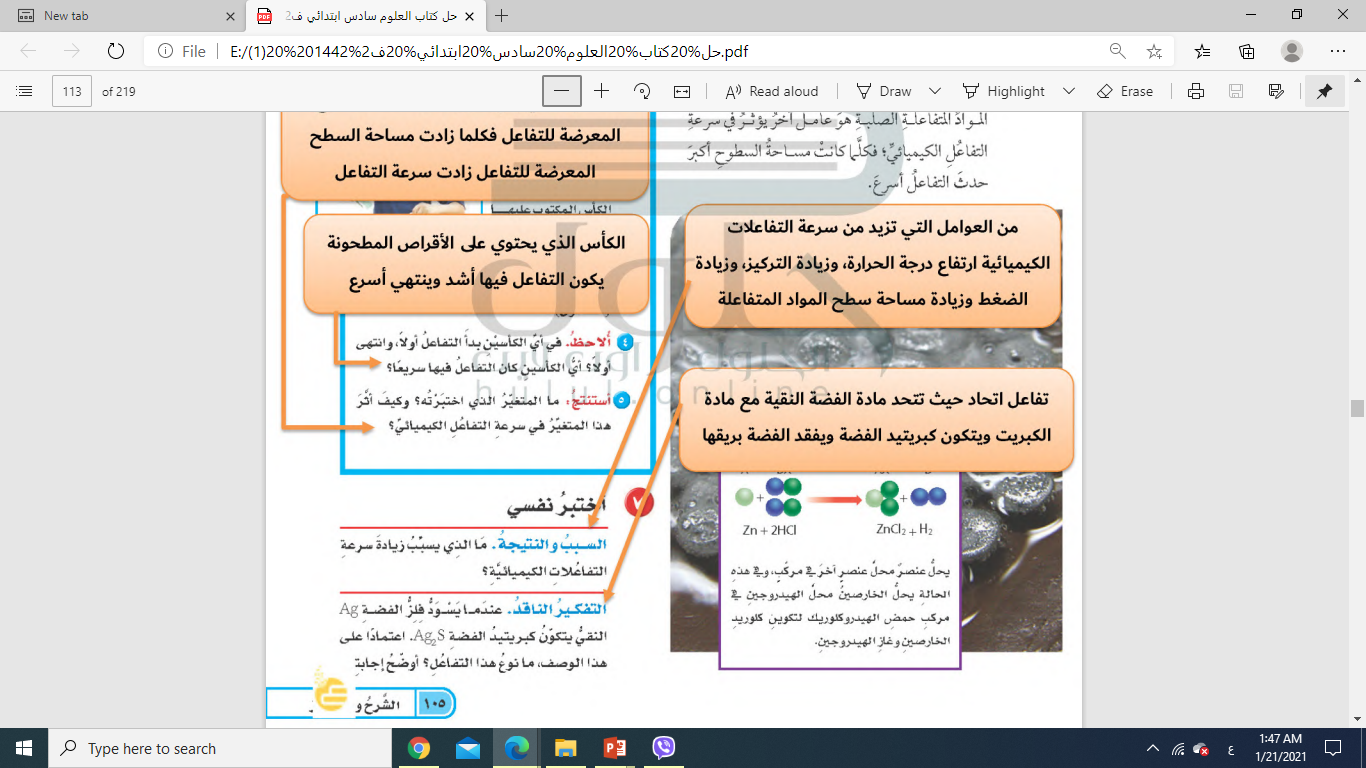 New tab
حل كتاب العلوم سادس ابتدائي ف2
File
E:/(1)20%201442%2ف20%ابتدائي20%سادس20%العلوم20%كتاب20%حل.pdf
113 of 219
Read aloud
Draw
Highlight
Erase
المواد المتفاعلة الصلبة هو عامل آخر يؤثر في سرعة
التفاعل الكيميائي؛ فكلما كانت مساحة السطوح أكبر
حدث التفاعل أسرع.
من العوامل التي تزيد من سرعة التفاعلات
الكيميائية ارتفاع درجة الحرارة، وزيادة التركيز، وزيادة
الضغط وزيادة مساحة سطح المواد المتفاعلة
تفاعل اتحاد حيث تتحد مادة الفضة النقية مع مادة
الكبريت ويتكون كبريتيد الفضة ويفقد الفضة بريقها
Zn + 2HCl
ZnCl₂ + H₂
يحل عنصر محل عنصر آخر في مركب، وفي هذه
الحالة يحل الخارصين محل الهيدروجين في
مركب حمض الهيدروكلوريك لتكوين كلوريد
الخارصين وغاز الهيدروجين.
المعرضة للتفاعل فكلما زادت مساحة السطح
المعرضة للتفاعل زادت سرعة التفاعل
الكأس المكتوب عليها
الكأس الذي يحتوي على الأقراص المطحونة
يكون التفاعل فيها أشد وينتهي أسرع
٤ ألاحظ. في أي الكأسين بدأ التفاعل أولا، وانتهى
أولا؟ أي الكأسين كان التفاعل فيها سريعا؟
٥ أستنتج. ما المتغير الذي اختبرته؟ وكيف أثر
هذا المتغير في سرعة التفاعل الكيميائي؟
hulul.online
أختبر نفسي
السبب والنتيجة. ما الذي يسبب زيادة سرعة
التفاعلات الكيميائية؟
التفكير الناقد. عندما يسود فلز الفضة Ag
النقي يتكون كبريتيد الفضة Ag₂S. اعتمادا على
هذا الوصف، ما نوع هذا التفاعل؟ أوضح إجابة
١٠٥ الشرح و
Type here to search
ع
1:47 AM
1/21/2021